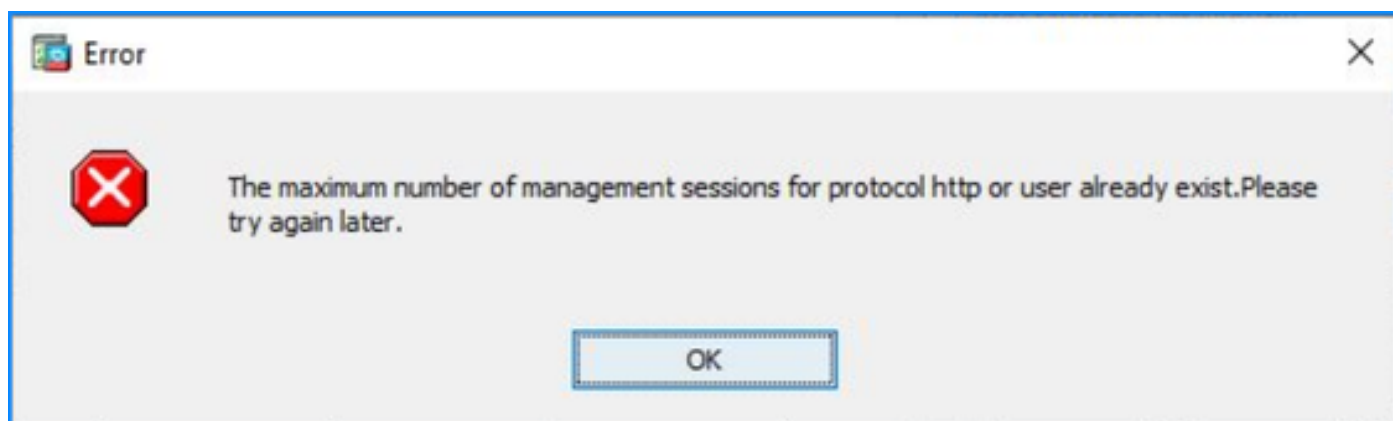 Error
The maximum number of management sessions for protocol http or user already exist.Please
try again later.
OK